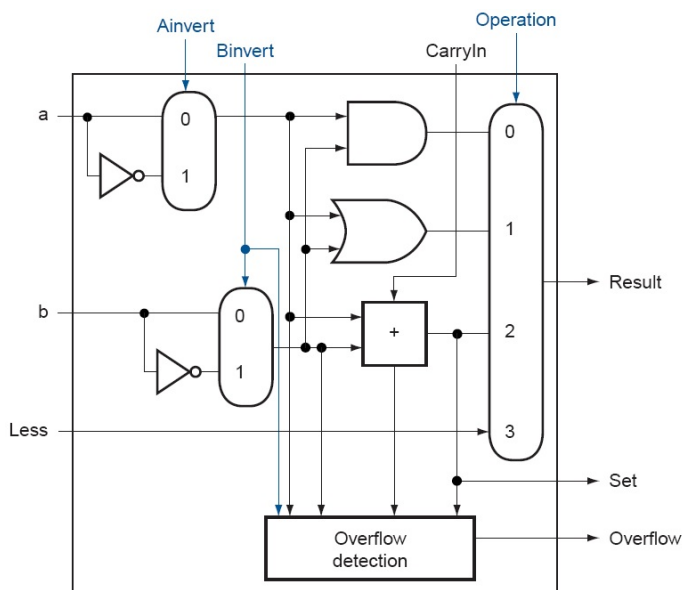 Ainvert
Operation
Binvert
CarryIn
a
0
1
0
1
Result
b
0
1
+
2
Less
3
Set
Overflow
detection
Overflow